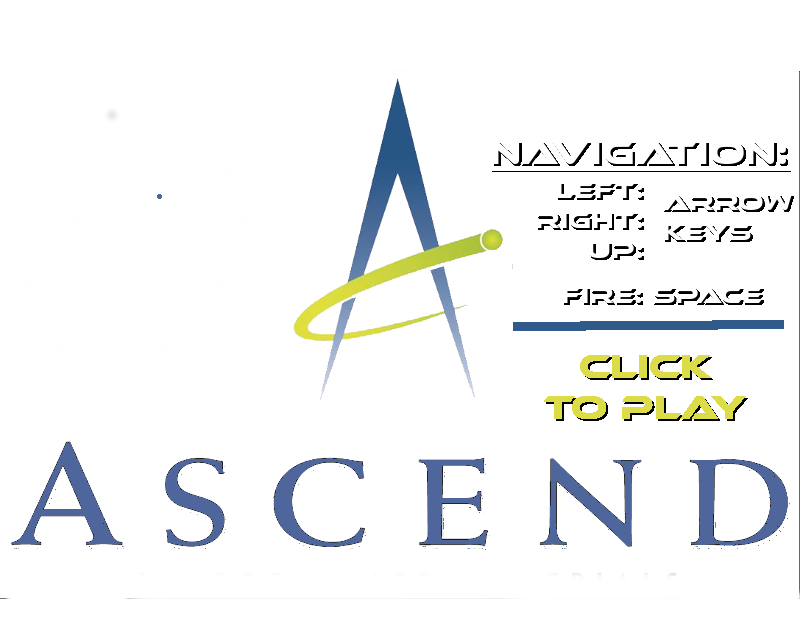 NAVIGATION:
LEFT:
RIGHT:
UP:
ARROW
KEYS
FIRE: SPACE
CLICK
TO PLAY
ASCEND